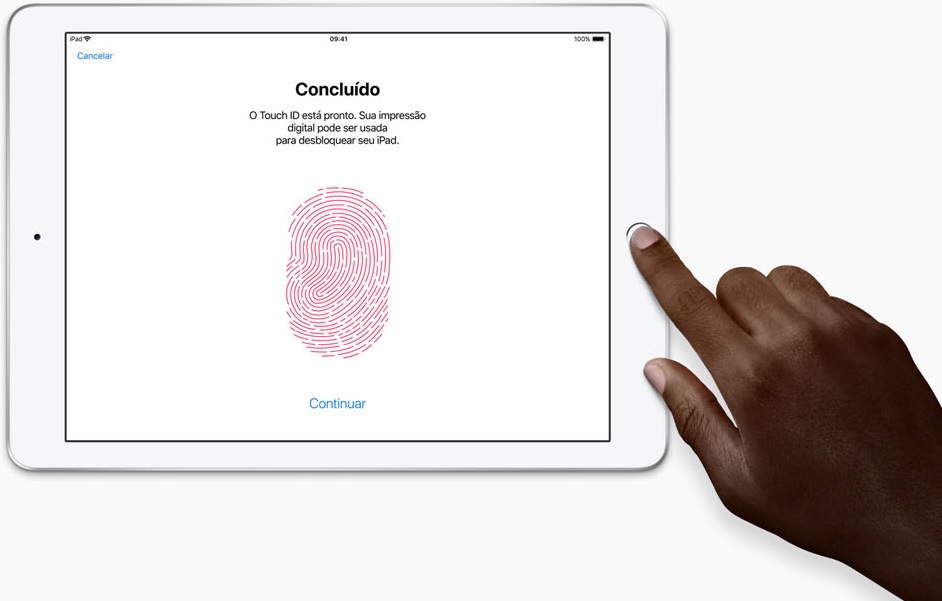 iPad
09:41
100%
Cancelar
Concluído
O Touch ID está pronto. Sua impressão
digital pode ser usada
para desbloquear seu iPad.
Continuar